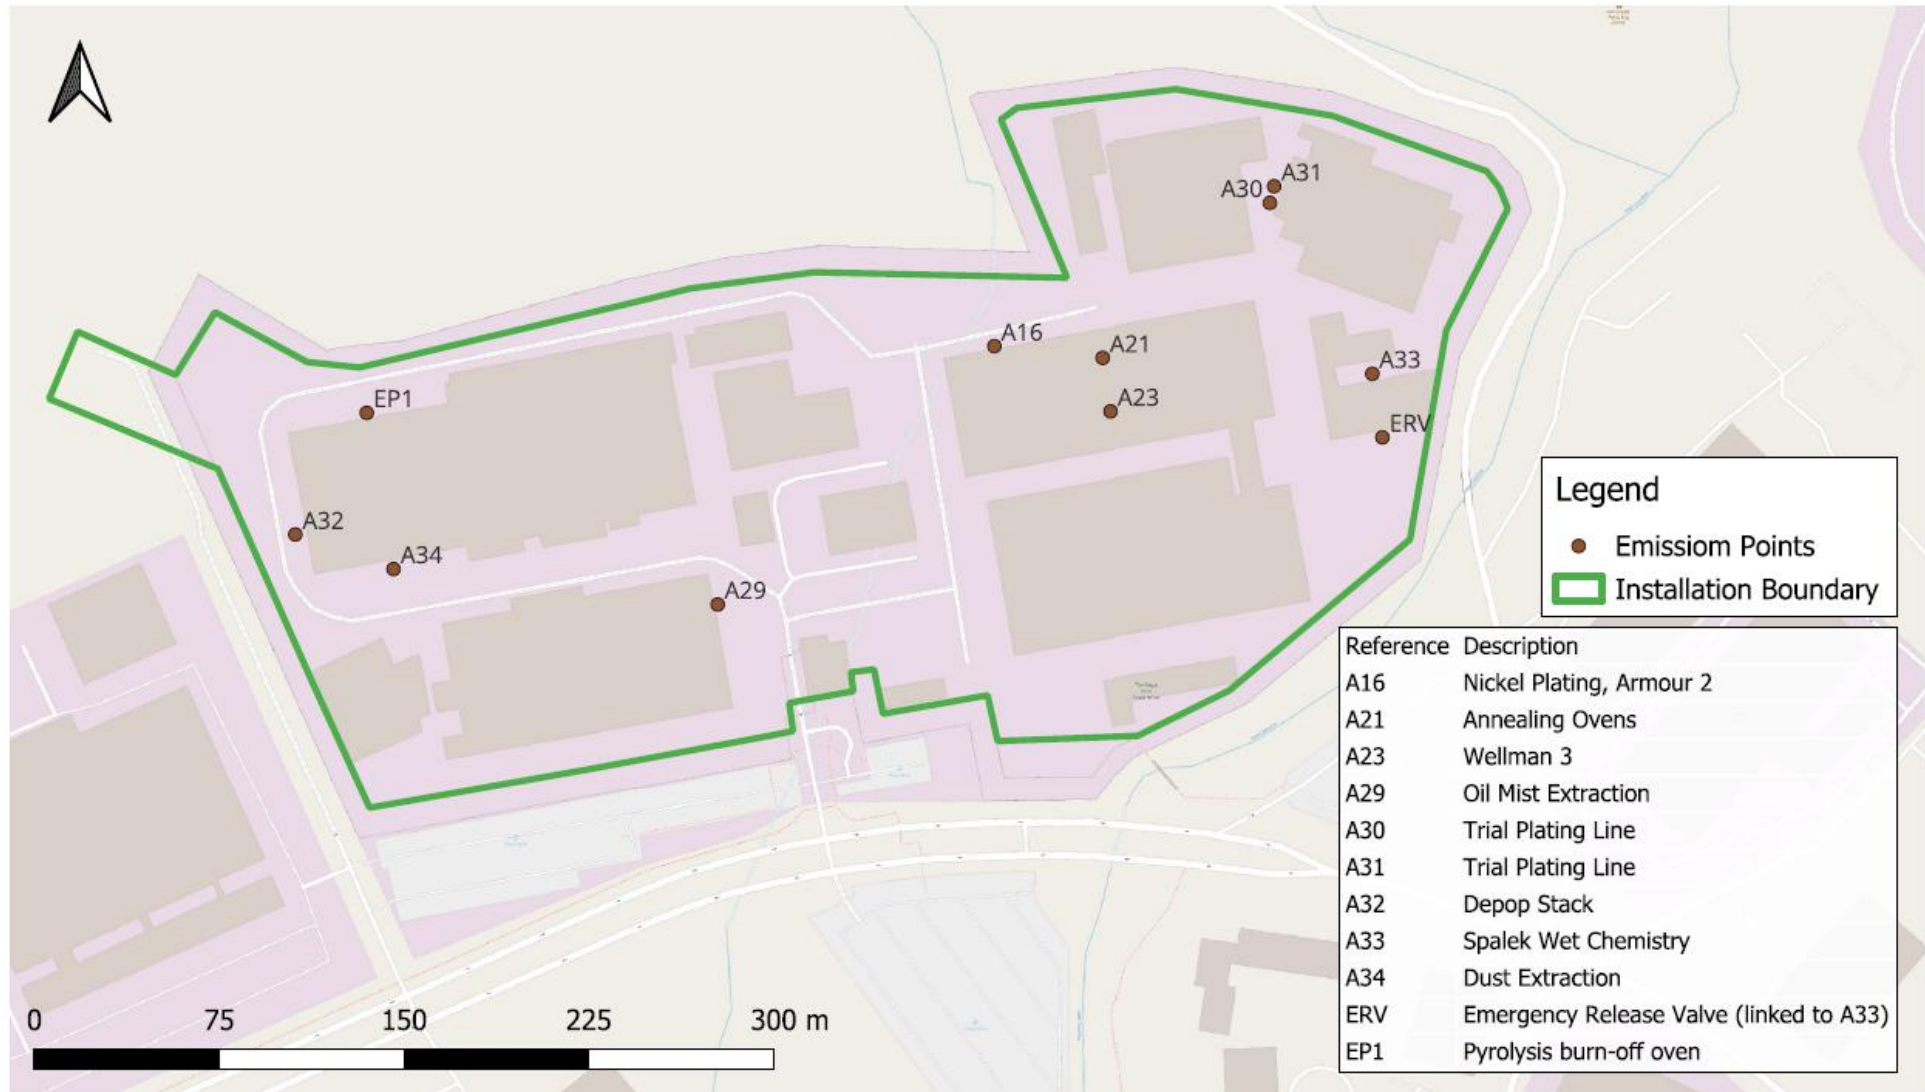 A31
A30
A16
A21
A33
EP1
A23
ERV
A32
A34
A29
Legend
Emissiom Points
Installation Boundary
Reference Description
A16 Nickel Plating, Armour 2
A21 Annealing Ovens
A23 Wellman 3
A29 Oil Mist Extraction
A30 Trial Plating Line
A31 Trial Plating Line
A32 Depop Stack
A33 Spalek Wet Chemistry
A34 Dust Extraction
ERV Emergency Release Valve (linked to A33)
EP1 Pyrolysis burn-off oven
0 75 150 225 300 m